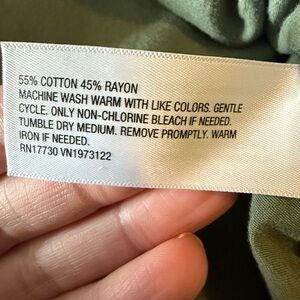 55% COTTON 45% RAYON
MACHINE WASH WARM WITH LIKE COLORS. GENTLE
CYCLE. ONLY NON-CHLORINE BLEACH IF NEEDED.
TUMBLE DRY MEDIUM. REMOVE PROMPTLY. WARM
IRON IF NEEDED.
RN17730 VN1973122